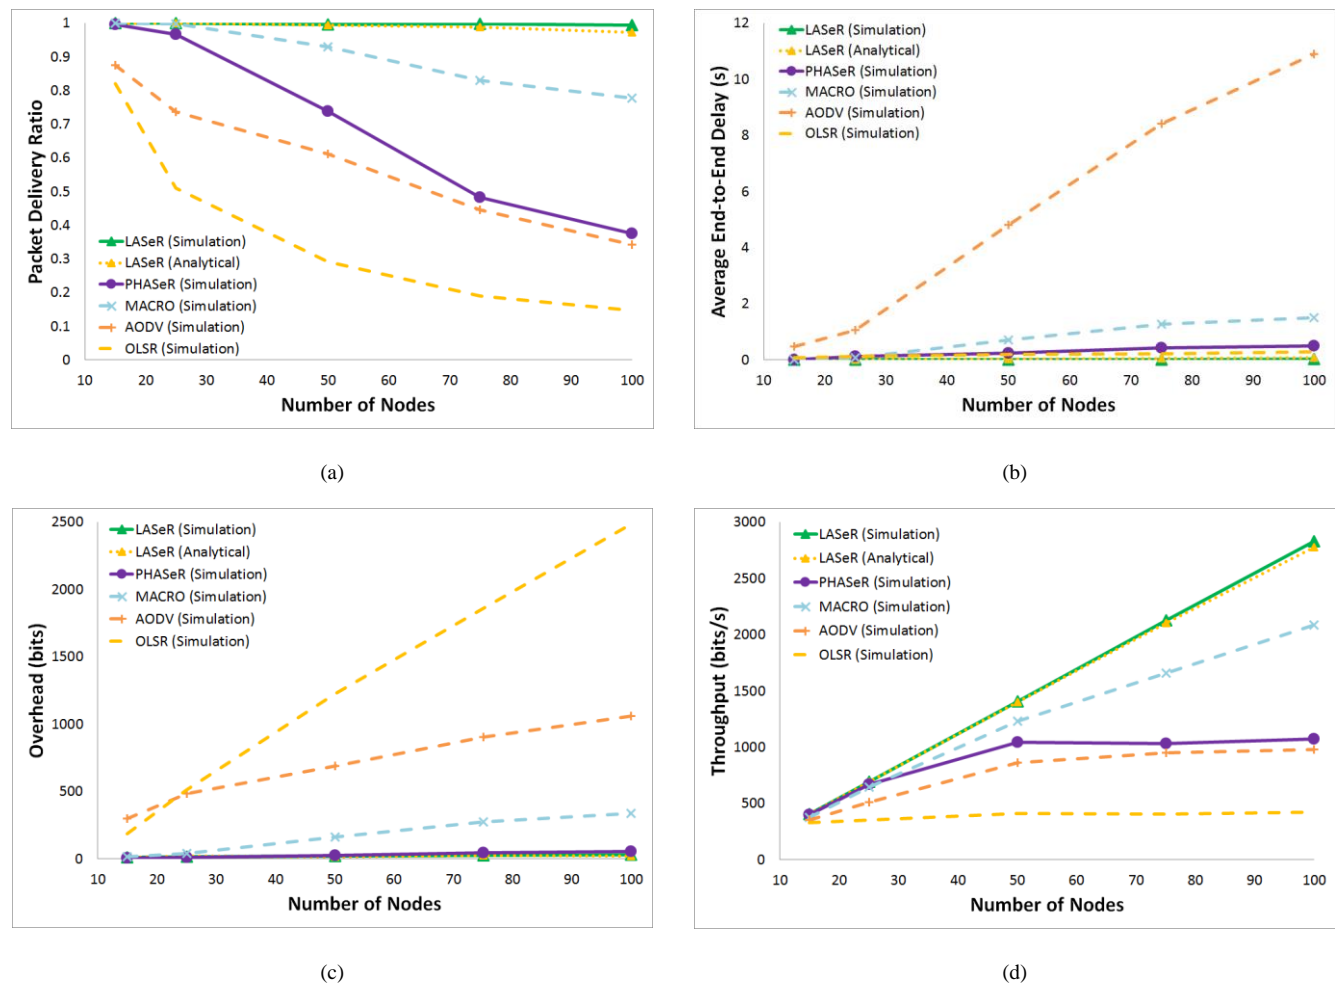 1
0.9
0.8
0.7
0.6
0.5
0.4
0.3
0.2
0.1
0
Packet Delivery Ratio
LASeR (Simulation)
LASeR (Analytical)
PHASeR (Simulation)
MACRO (Simulation)
AODV (Simulation)
OLSR (Simulation)
10 20 30 40 50 60 70 80 90 100
Number of Nodes
(a)
12
10
8
6
4
2
0
Average End-to-End Delay (s)
LASeR (Simulation)
LASeR (Analytical)
PHASeR (Simulation)
MACRO (Simulation)
AODV (Simulation)
OLSR (Simulation)
10 20 30 40 50 60 70 80 90 100
Number of Nodes
(b)
2500
2000
1500
1000
500
0
Overhead (bits)
LASeR (Simulation)
LASeR (Analytical)
PHASeR (Simulation)
MACRO (Simulation)
AODV (Simulation)
OLSR (Simulation)
10 20 30 40 50 60 70 80 90 100
Number of Nodes
(c)
3000
2500
2000
1500
1000
500
0
Throughput (bits/s)
LASeR (Simulation)
LASeR (Analytical)
PHASeR (Simulation)
MACRO (Simulation)
AODV (Simulation)
OLSR (Simulation)
10 20 30 40 50 60 70 80 90 100
Number of Nodes
(d)